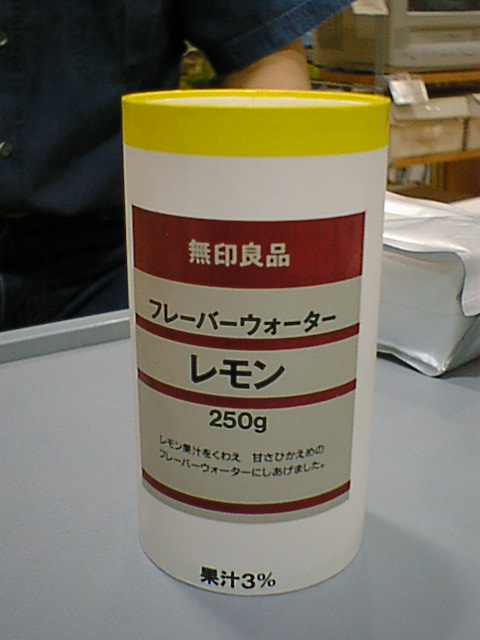 無印良品
フレーバーウォーター
レモン
250g
レモン果汁をくわえ 甘さひかえめの
フレーバーウォーターにしあげました。
果汁3%